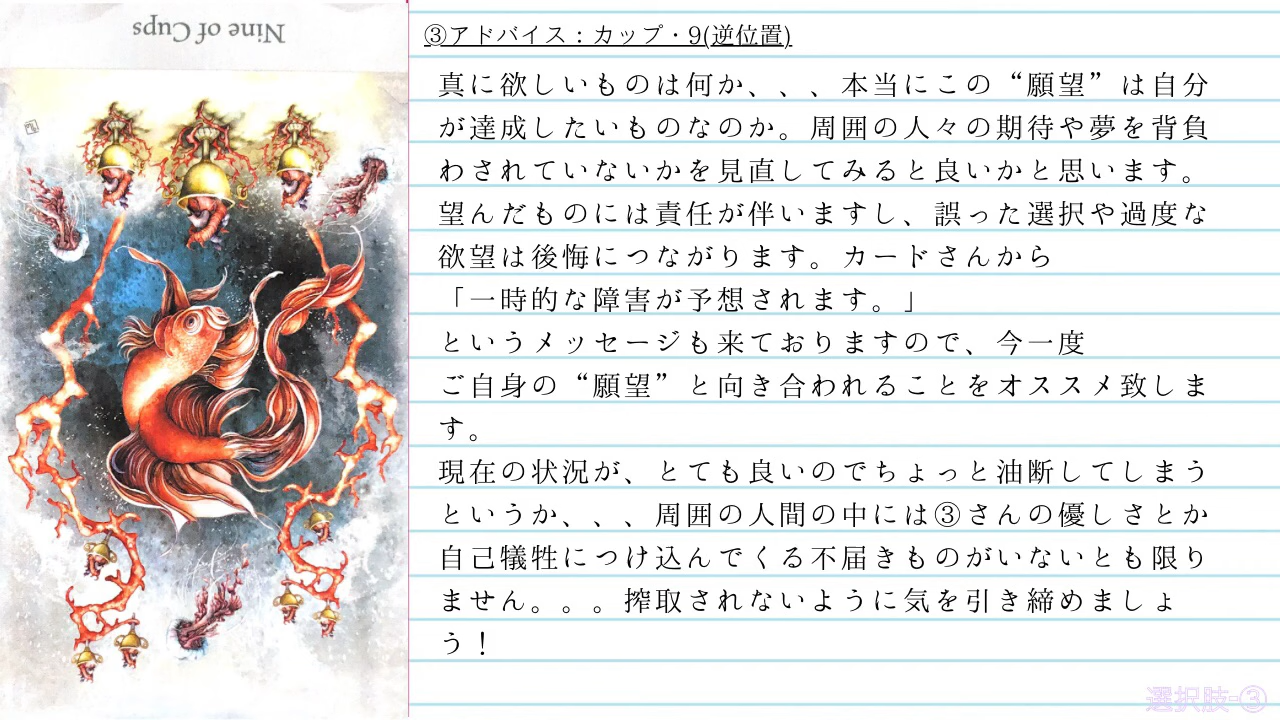 Nine of Cups
③アドバイス：カップ・9(逆位置)
真に欲しいものは何か、、、本当にこの“願望”は自分
が達成したいものなのか。周囲の人々の期待や夢を背負
わされていないかを見直してみると良いかと思います。
望んだものには責任が伴いますし、誤った選択や過度な
欲望は後悔につながります。カードさんから
「一時的な障害が予想されます。」
というメッセージも来ておりますので、今一度
ご自身の“願望”と向き合われることをオススメ致しま
す。
現在の状況が、とても良いのでちょっと油断してしまう
というか、、、周囲の人間の中には③さんの優しさとか
自己犠牲につけ込んでくる不届きものがいないとも限り
ません。。。搾取されないように気を引き締めましょ
う！
選択肢-③